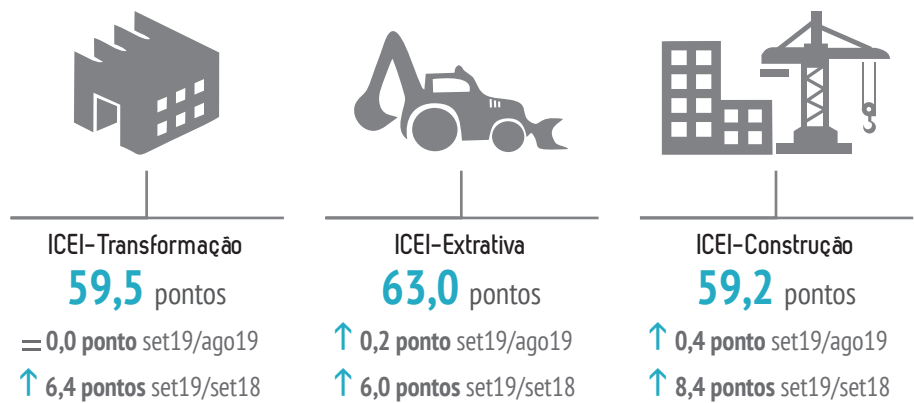 ICEI-Transformação
59,5 pontos
= 0,0 ponto set19/ago19
↑ 6,4 pontos set19/set18
ICEI-Extrativa
63,0 pontos
↑ 0,2 ponto set19/ago19
↑ 6,0 pontos set19/set18
ICEI-Construção
59,2 pontos
↑ 0,4 ponto set19/ago19
↑ 8,4 pontos set19/set18